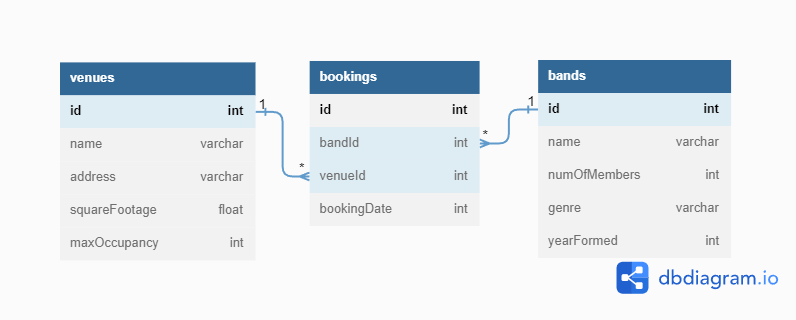 venues
id int
name varchar
address varchar
squareFootage float
maxOccupancy int
1
*
bookings
id int
bandId int
venueId int
bookingDate int
*
1
bands
id int
name varchar
numOfMembers int
genre varchar
yearFormed int
dbdiagram.io